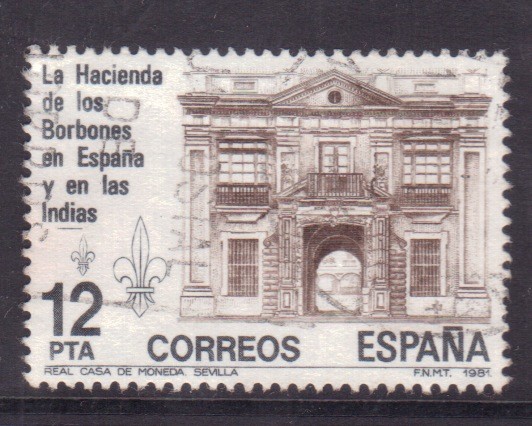 La Hacienda
de los
Borbones
en España
y en las
Indias
12
PTA
CORREOS ESPAÑA
REAL CASA DE MONEDA. SEVILLA F.N.M.T. 1981